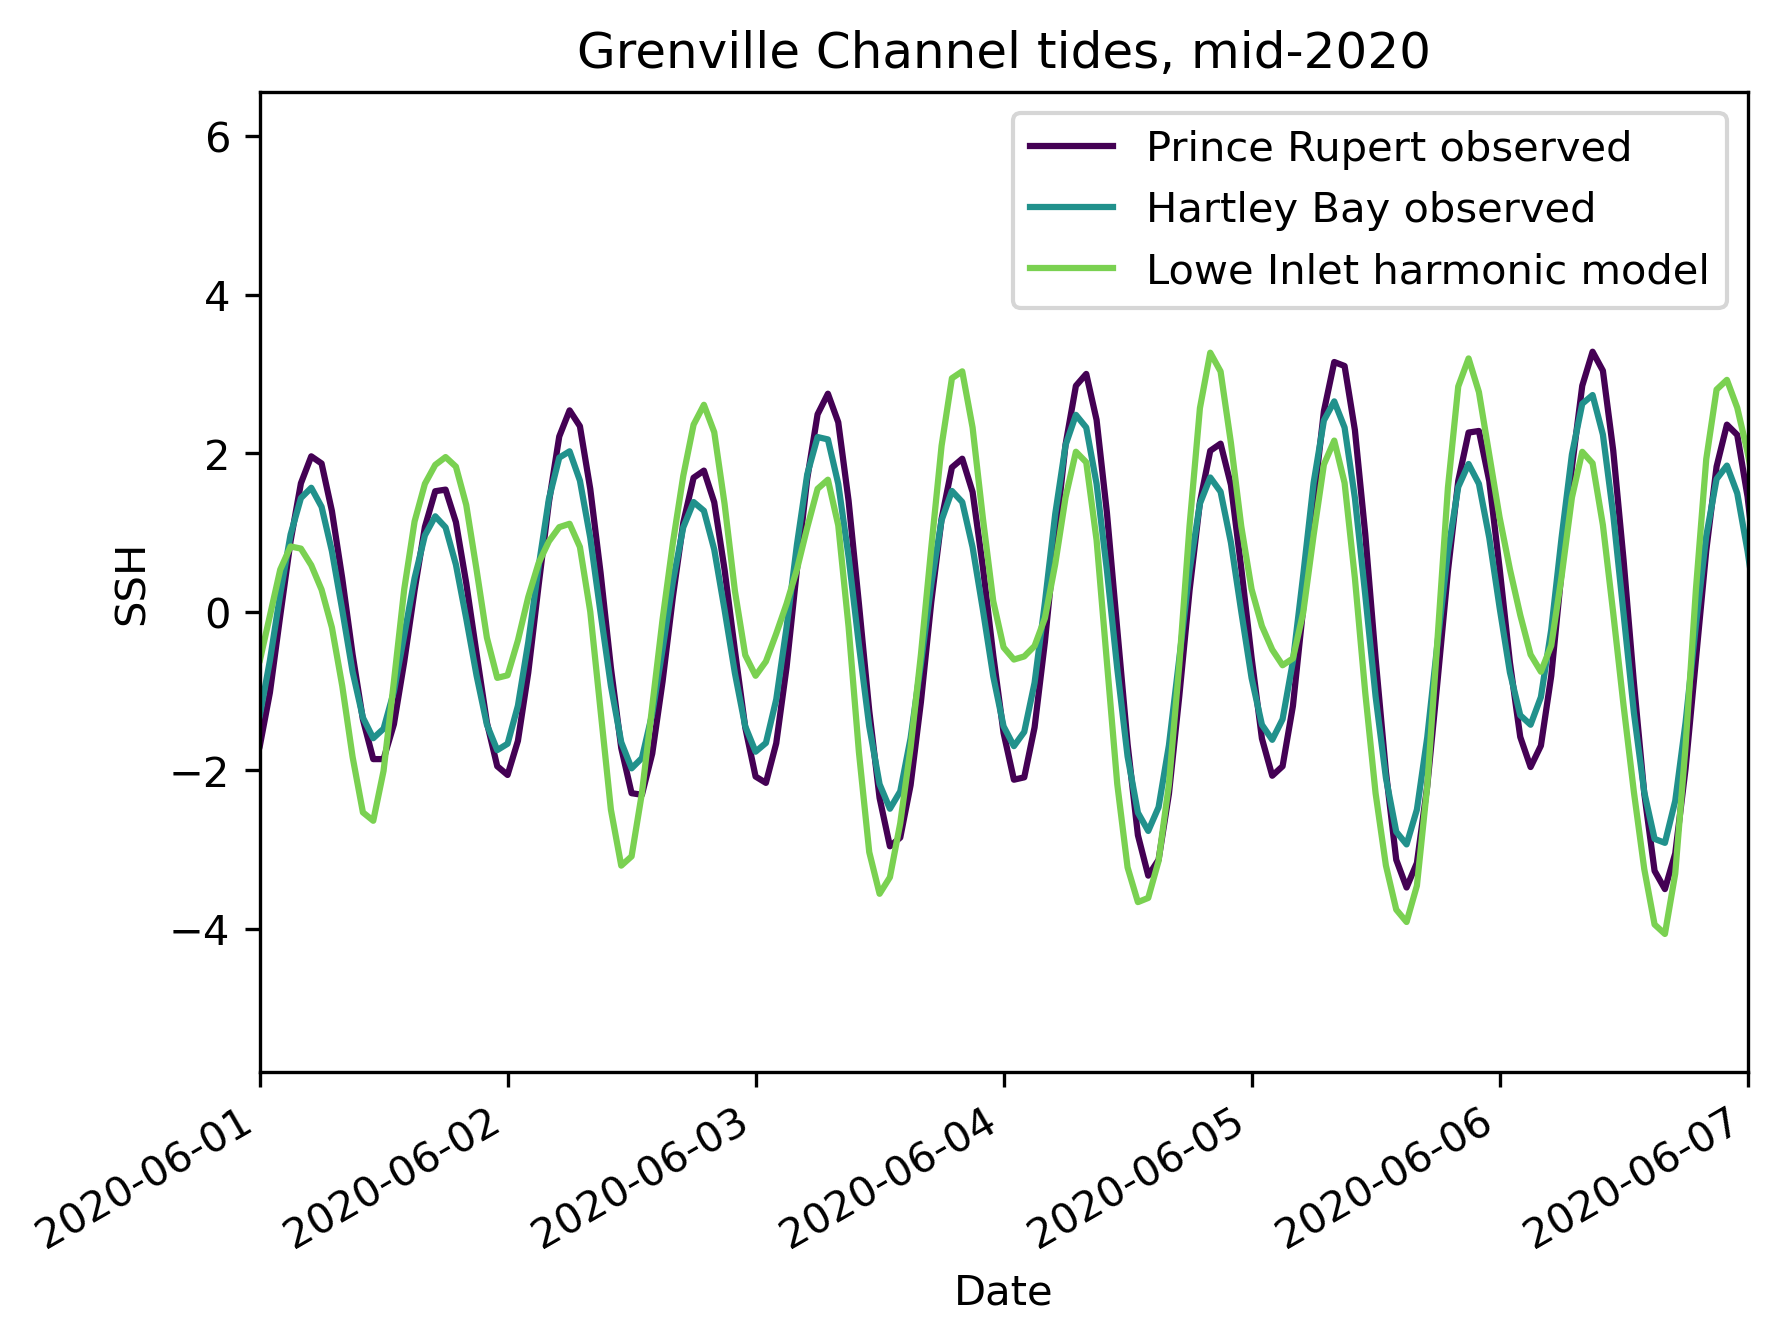 Grenville Channel tides, mid-2020
Prince Rupert observed
Hartley Bay observed
Lowe Inlet harmonic model
6
4
2
0
−2
−4
SSH
2020-06-01
2020-06-02
2020-06-03
2020-06-04
2020-06-05
2020-06-06
2020-06-07
Date